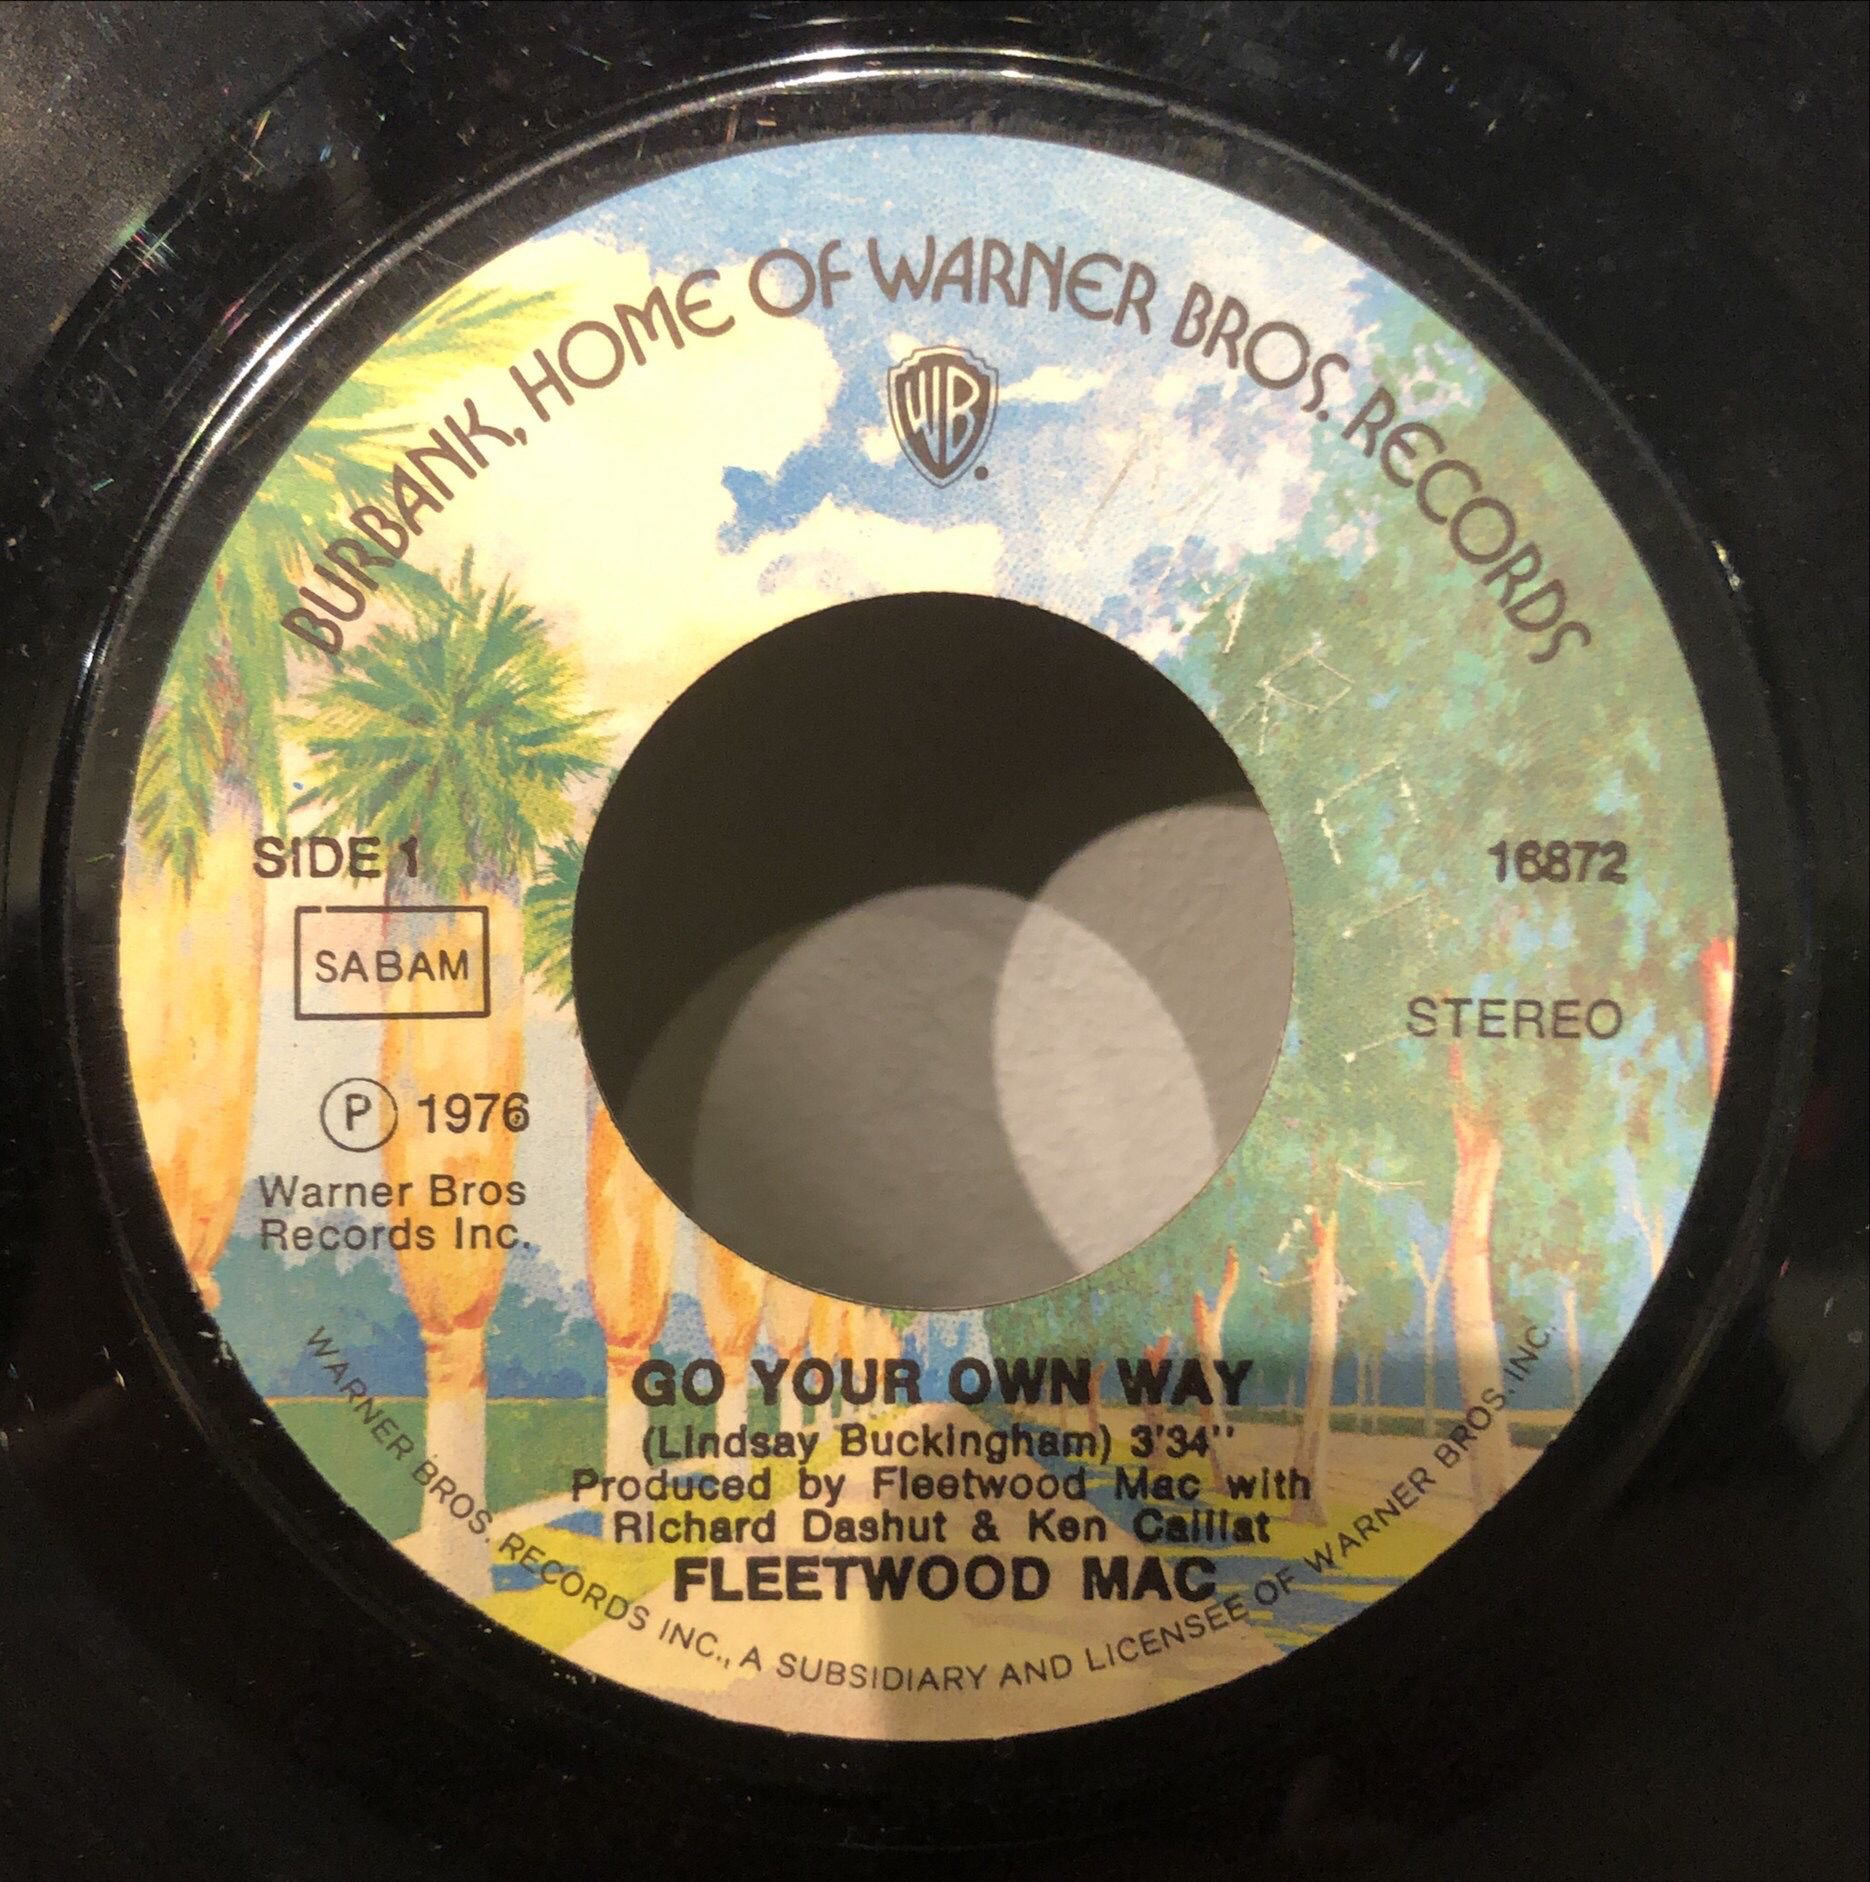 BURBANK, HOME OF WARNER BROS. RECORDS
WB
SIDE 1
16872
SABAM
STEREO
℗ 1976
Warner Bros
Records Inc.
GO YOUR OWN WAY
(Lindsay Buckingham) 3'34''
Produced by Fleetwood Mac with
Richard Dashut & Ken Caillat
FLEETWOOD MAC
WARNER BROS. RECORDS INC., A SUBSIDIARY AND LICENSEE OF WARNER BROS. INC.